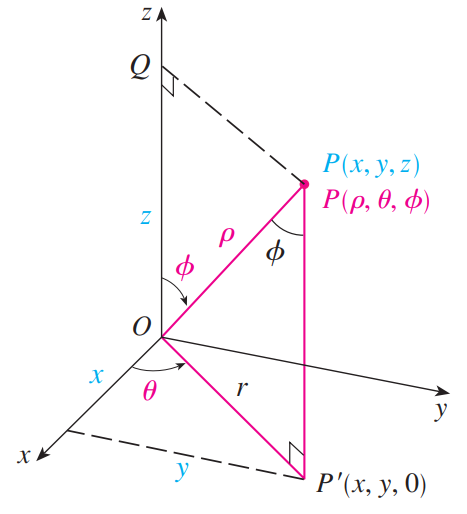 z
Q
P(x, y, z)
P(ρ, θ, ϕ)
z
ρ
ϕ
ϕ
O
x
θ
r
y
x
y
P′(x, y, 0)